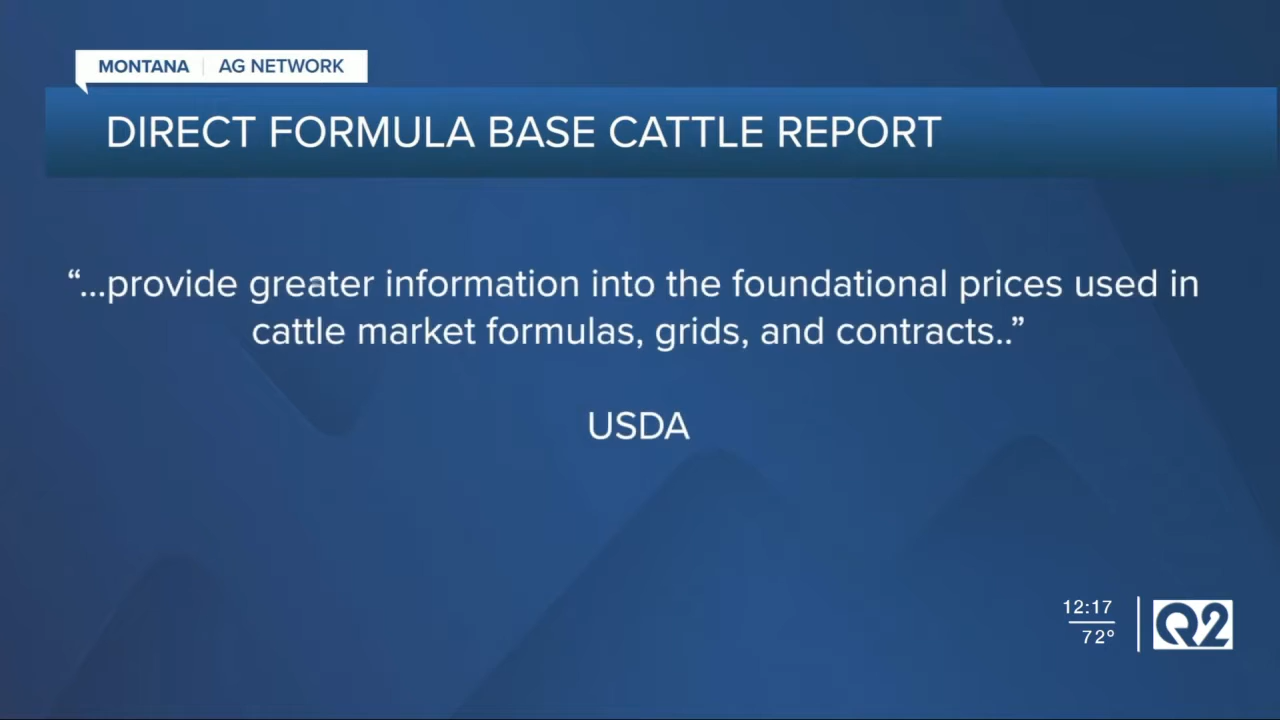 MONTANA | AG NETWORK
DIRECT FORMULA BASE CATTLE REPORT
“...provide greater information into the foundational prices used in
cattle market formulas, grids, and contracts..”
USDA
12:17
72°
Q2